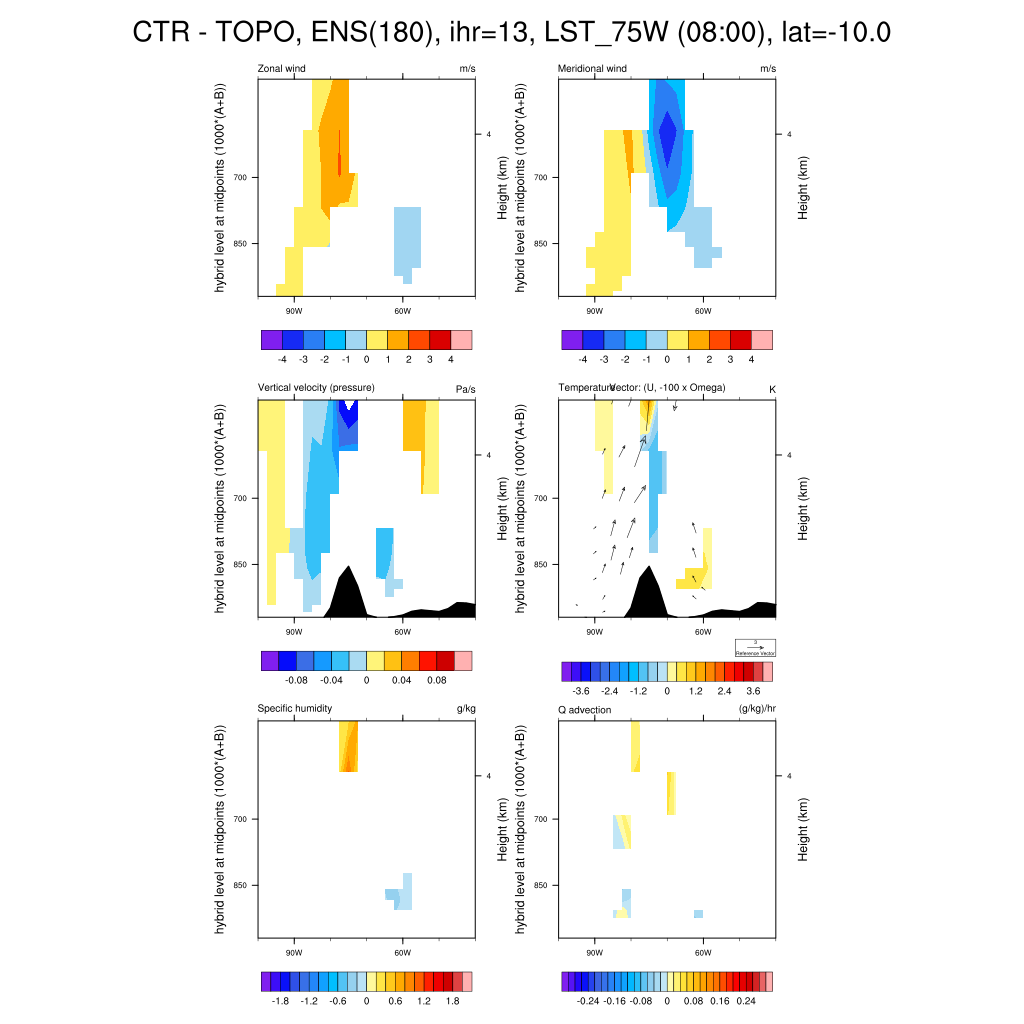 CTR - TOPO, ENS(180), ihr=13, LST_75W (08:00), lat=-10.0
Zonal wind m/s
hybrid level at midpoints (1000*(A+B))
700
850
4
Height (km)
90W 60W
-4 -3 -2 -1 0 1 2 3 4
Meridional wind m/s
hybrid level at midpoints (1000*(A+B))
700
850
4
Height (km)
90W 60W
-4 -3 -2 -1 0 1 2 3 4
Vertical velocity (pressure) Pa/s
hybrid level at midpoints (1000*(A+B))
700
850
4
Height (km)
90W 60W
-0.08 -0.04 0 0.04 0.08
Temperature Vector: (U, -100 x Omega) K
hybrid level at midpoints (1000*(A+B))
700
850
4
Height (km)
90W 60W
3
Reference Vector
-3.6 -2.4 -1.2 0 1.2 2.4 3.6
Specific humidity g/kg
hybrid level at midpoints (1000*(A+B))
700
850
4
Height (km)
90W 60W
-1.8 -1.2 -0.6 0 0.6 1.2 1.8
Q advection (g/kg)/hr
hybrid level at midpoints (1000*(A+B))
700
850
4
Height (km)
90W 60W
-0.24 -0.16 -0.08 0 0.08 0.16 0.24